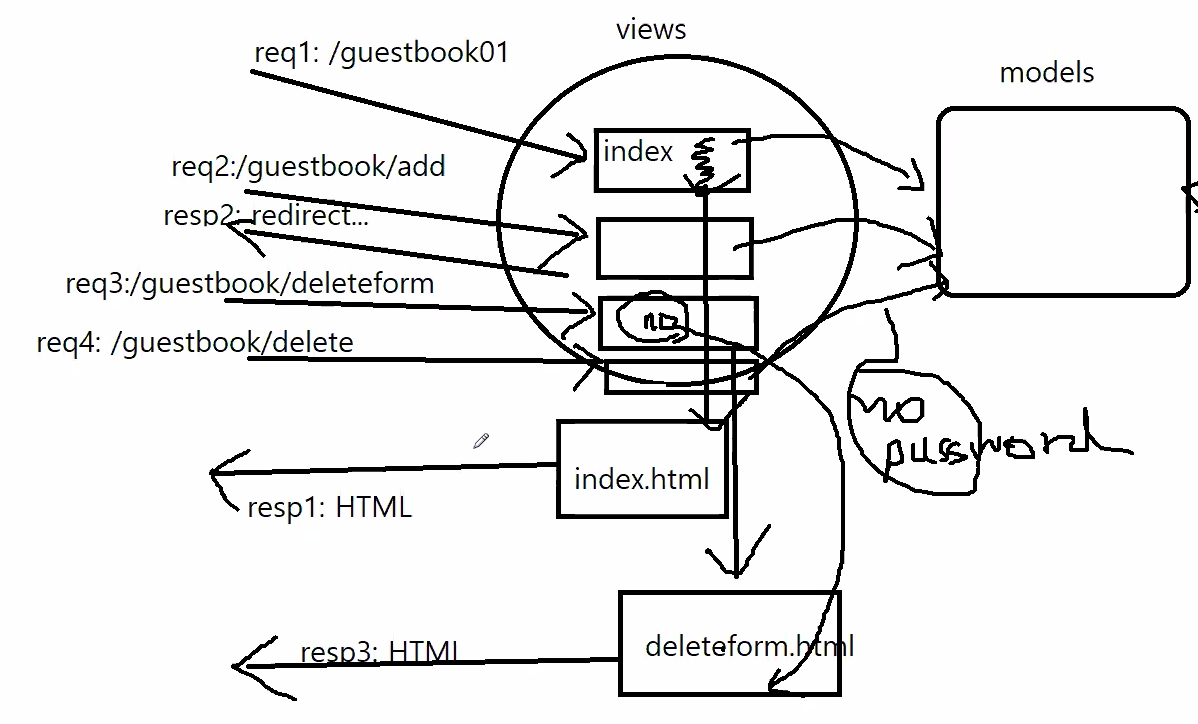 views
req1: /guestbook01
models
index
req2:/guestbook/add
resp2: redirect...
req3:/guestbook/deleteform
no
req4: /guestbook/delete
no
password
index.html
resp1: HTML
deleteform.html
resp3: HTML